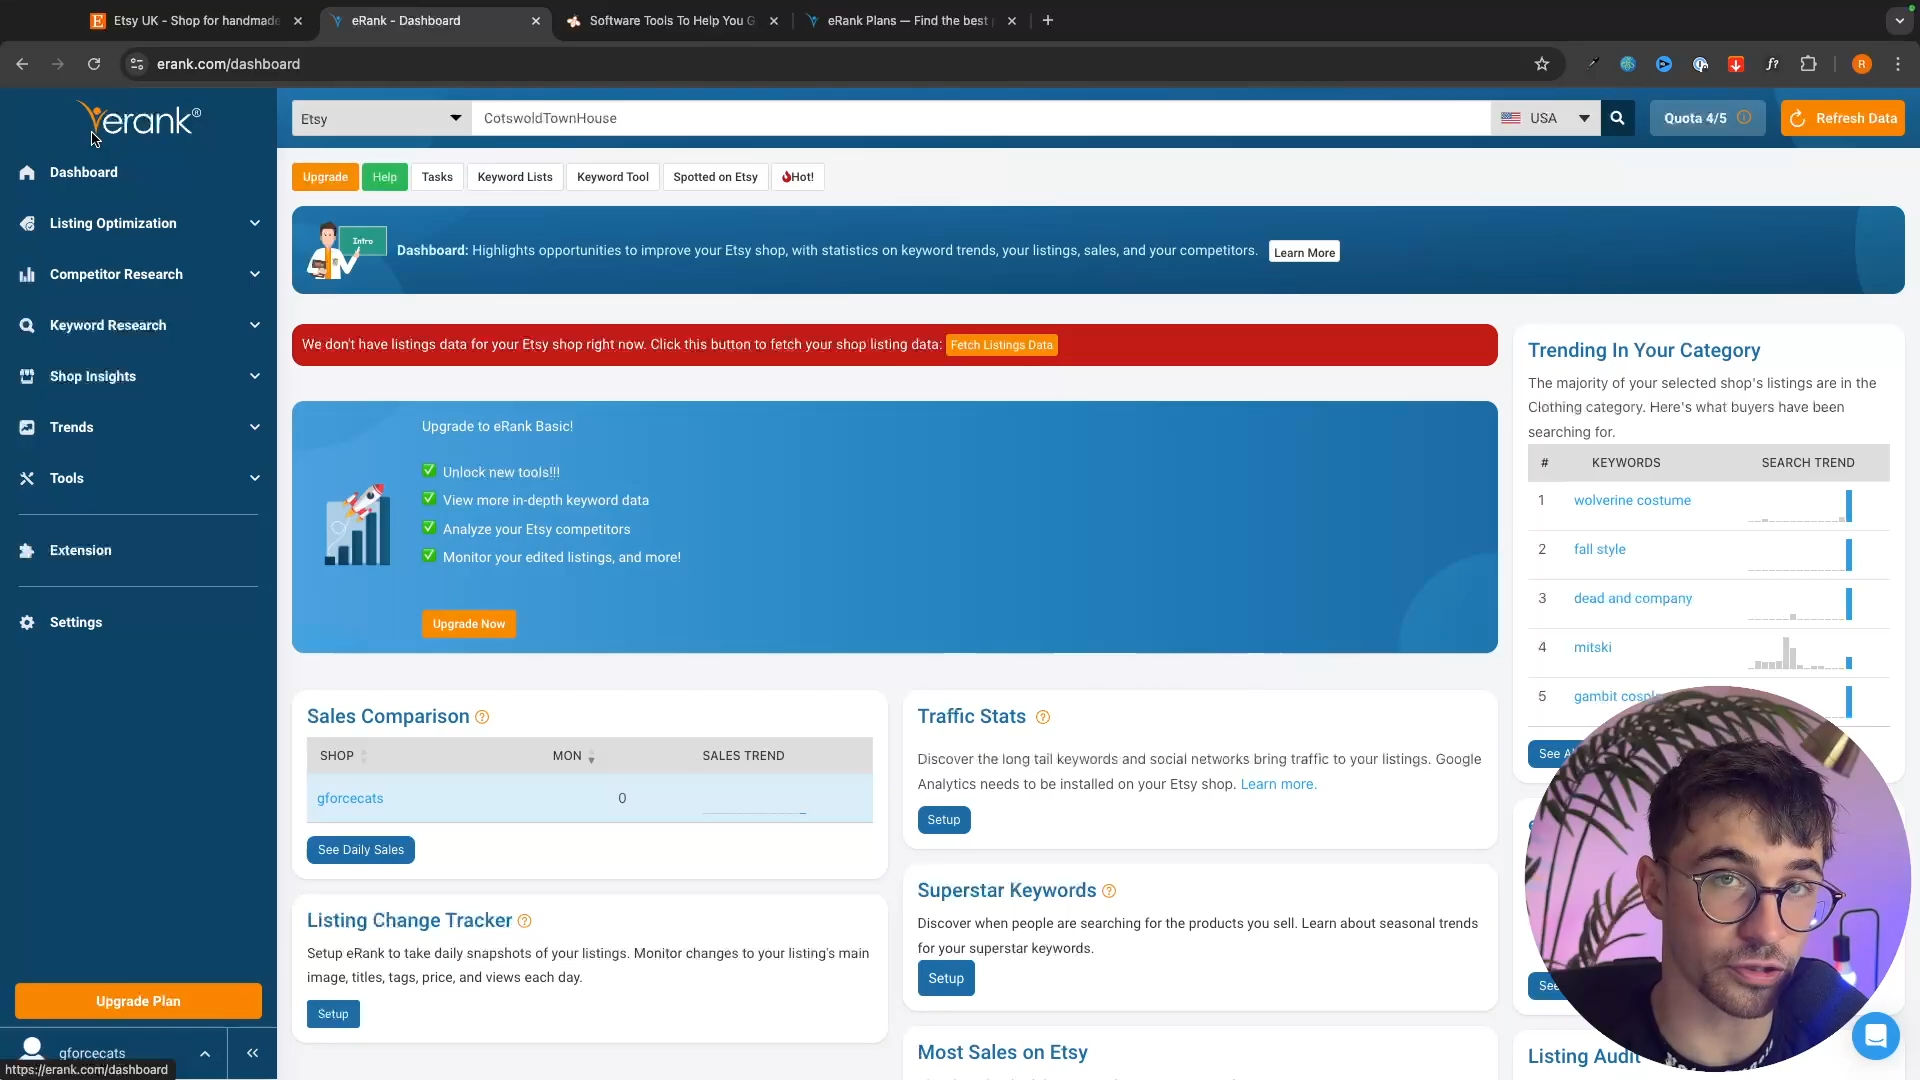 Etsy UK - Shop for handmade
eRank - Dashboard
Software Tools To Help You G
eRank Plans — Find the best
erank.com/dashboard
R
erank®
Etsy
CotswoldTownHouse
USA
Quota 4/5
Refresh Data
Dashboard
Listing Optimization
Competitor Research
Keyword Research
Shop Insights
Trends
Tools
Extension
Settings
Upgrade Plan
gforcecats
https://erank.com/dashboard
Upgrade
Help
Tasks
Keyword Lists
Keyword Tool
Spotted on Etsy
Hot!
Intro
Dashboard: Highlights opportunities to improve your Etsy shop, with statistics on keyword trends, your listings, sales, and your competitors.
Learn More
We don't have listings data for your Etsy shop right now. Click this button to fetch your shop listing data:
Fetch Listings Data
Upgrade to eRank Basic!
Unlock new tools!!!
View more in-depth keyword data
Analyze your Etsy competitors
Monitor your edited listings, and more!
Upgrade Now
Sales Comparison
SHOP MON SALES TREND
gforcecats 0
See Daily Sales
Listing Change Tracker
Setup eRank to take daily snapshots of your listings. Monitor changes to your listing's main
image, titles, tags, price, and views each day.
Setup
Traffic Stats
Discover the long tail keywords and social networks bring traffic to your listings. Google
Analytics needs to be installed on your Etsy shop. Learn more.
Setup
Superstar Keywords
Discover when people are searching for the products you sell. Learn about seasonal trends
for your superstar keywords.
Setup
Most Sales on Etsy
Trending In Your Category
The majority of your selected shop's listings are in the
Clothing category. Here's what buyers have been
searching for.
# KEYWORDS SEARCH TREND
1 wolverine costume
2 fall style
3 dead and company
4 mitski
5 gambit cospl
See A
See
Listing Audit